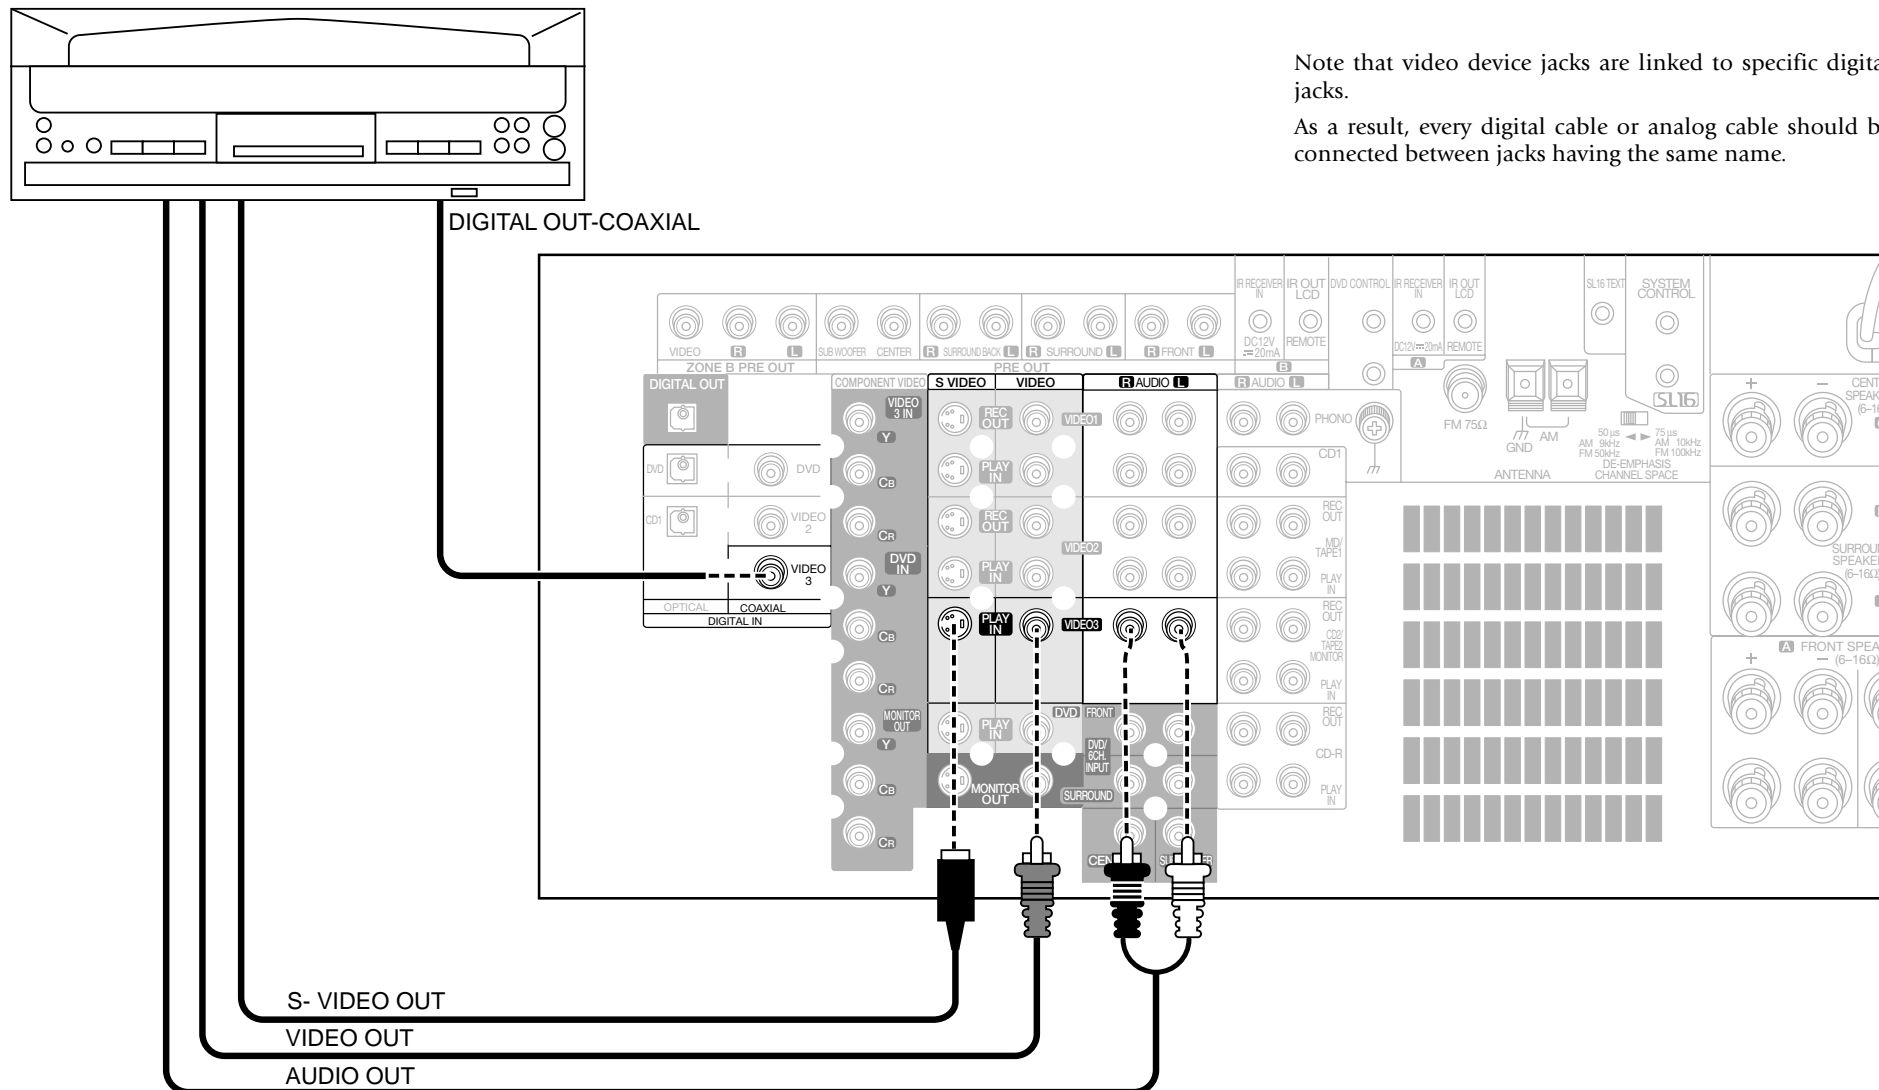 Note that video device jacks are linked to specific digita
jacks.
As a result, every digital cable or analog cable should b
connected between jacks having the same name.
DIGITAL OUT-COAXIAL
IR RECEIVER
IN
IR OUT
LCD
DVD CONTROL
IR RECEIVER
IN
IR OUT
LCD
SL16 TEXT
SYSTEM
CONTROL
DC12V
20mA
REMOTE
DC12V 20mA
REMOTE
B
A
VIDEO
R
L
SUB WOOFER
CENTER
R SURROUND BACK L
R SURROUND L
R FRONT L
ZONE B PRE OUT
PRE OUT
DIGITAL OUT
COMPONENT VIDEO
S VIDEO
VIDEO
R AUDIO L
R AUDIO L
VIDEO
3 IN
Y
CB
CR
DVD
IN
Y
CB
CR
MONITOR
OUT
Y
CB
CR
DVD
DVD
CD1
VIDEO
2
VIDEO
3
OPTICAL
COAXIAL
DIGITAL IN
REC
OUT
VIDEO1
PLAY
IN
REC
OUT
VIDEO2
PLAY
IN
PLAY
IN
VIDEO3
PLAY
IN
DVD
FRONT
DVD/
6CH.
INPUT
MONITOR
OUT
SURROUND
PHONO
CD1
REC
OUT
MD/
TAPE1
PLAY
IN
REC
OUT
CD2/
TAPE2
MONITOR
PLAY
IN
REC
OUT
CD-R
PLAY
IN
FM 75Ω
GND
AM
ANTENNA
SL16
50 µs
AM 9kHz
FM 50kHz
75 µs
AM 10kHz
FM 100kHz
DE-EMPHASIS
CHANNEL SPACE
+ −
CENT
SPEAK
(6–16
SURROU
SPEAKE
(6–16Ω
A FRONT SPEA
+ − (6–16Ω)
S- VIDEO OUT
VIDEO OUT
AUDIO OUT